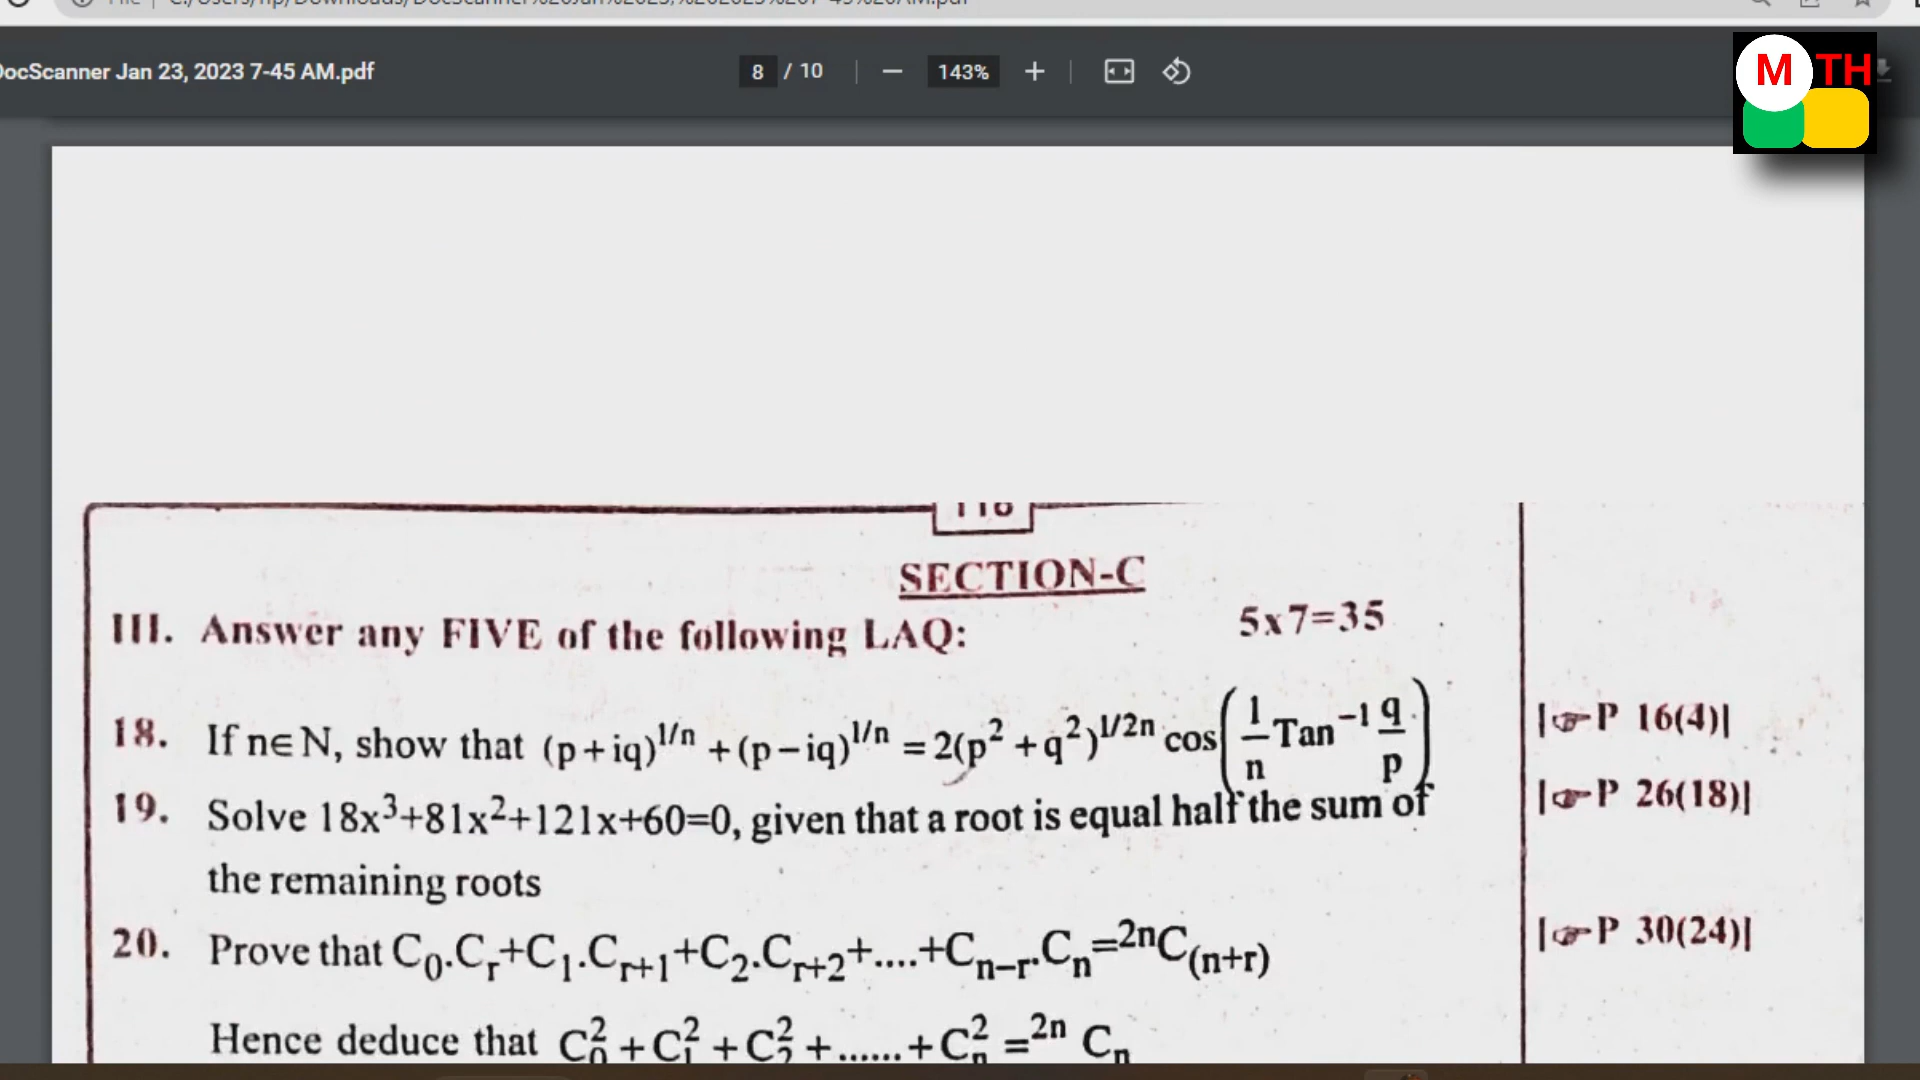 DocScanner Jan 23, 2023 7-45 AM.pdf
8 / 10
143%
M TH
SECTION-C
III. Answer any FIVE of the following LAQ: 5x7=35
18. If n∈N, show that (p+iq)^1/n +(p−iq)^1/n = 2(p² +q²)^1/2n cos(1/n Tan⁻¹ q/p) |☞P 16(4)|
19. Solve 18x³+81x²+121x+60=0, given that a root is equal half the sum of |☞P 26(18)|
the remaining roots
20. Prove that C₀.Cᵣ+C₁.Cᵣ₊₁+C₂.Cᵣ₊₂+....+Cₙ₋ᵣ.Cₙ=²ⁿC₍ₙ₊ᵣ₎ |☞P 30(24)|
Hence deduce that C₀² + C₁² + C₂² +......+ Cₙ² =²ⁿ Cₙ